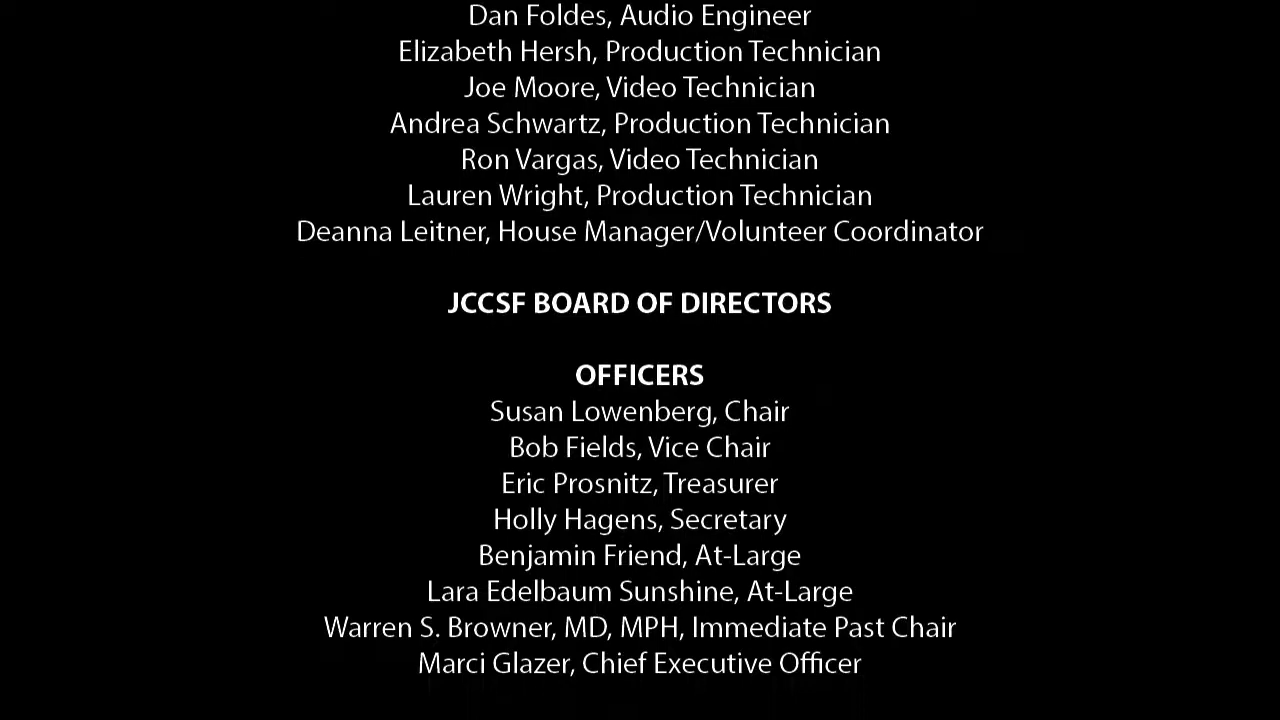 Dan Foldes, Audio Engineer
Elizabeth Hersh, Production Technician
Joe Moore, Video Technician
Andrea Schwartz, Production Technician
Ron Vargas, Video Technician
Lauren Wright, Production Technician
Deanna Leitner, House Manager/Volunteer Coordinator
JCCSF BOARD OF DIRECTORS
OFFICERS
Susan Lowenberg, Chair
Bob Fields, Vice Chair
Eric Prosnitz, Treasurer
Holly Hagens, Secretary
Benjamin Friend, At-Large
Lara Edelbaum Sunshine, At-Large
Warren S. Browner, MD, MPH, Immediate Past Chair
Marci Glazer, Chief Executive Officer